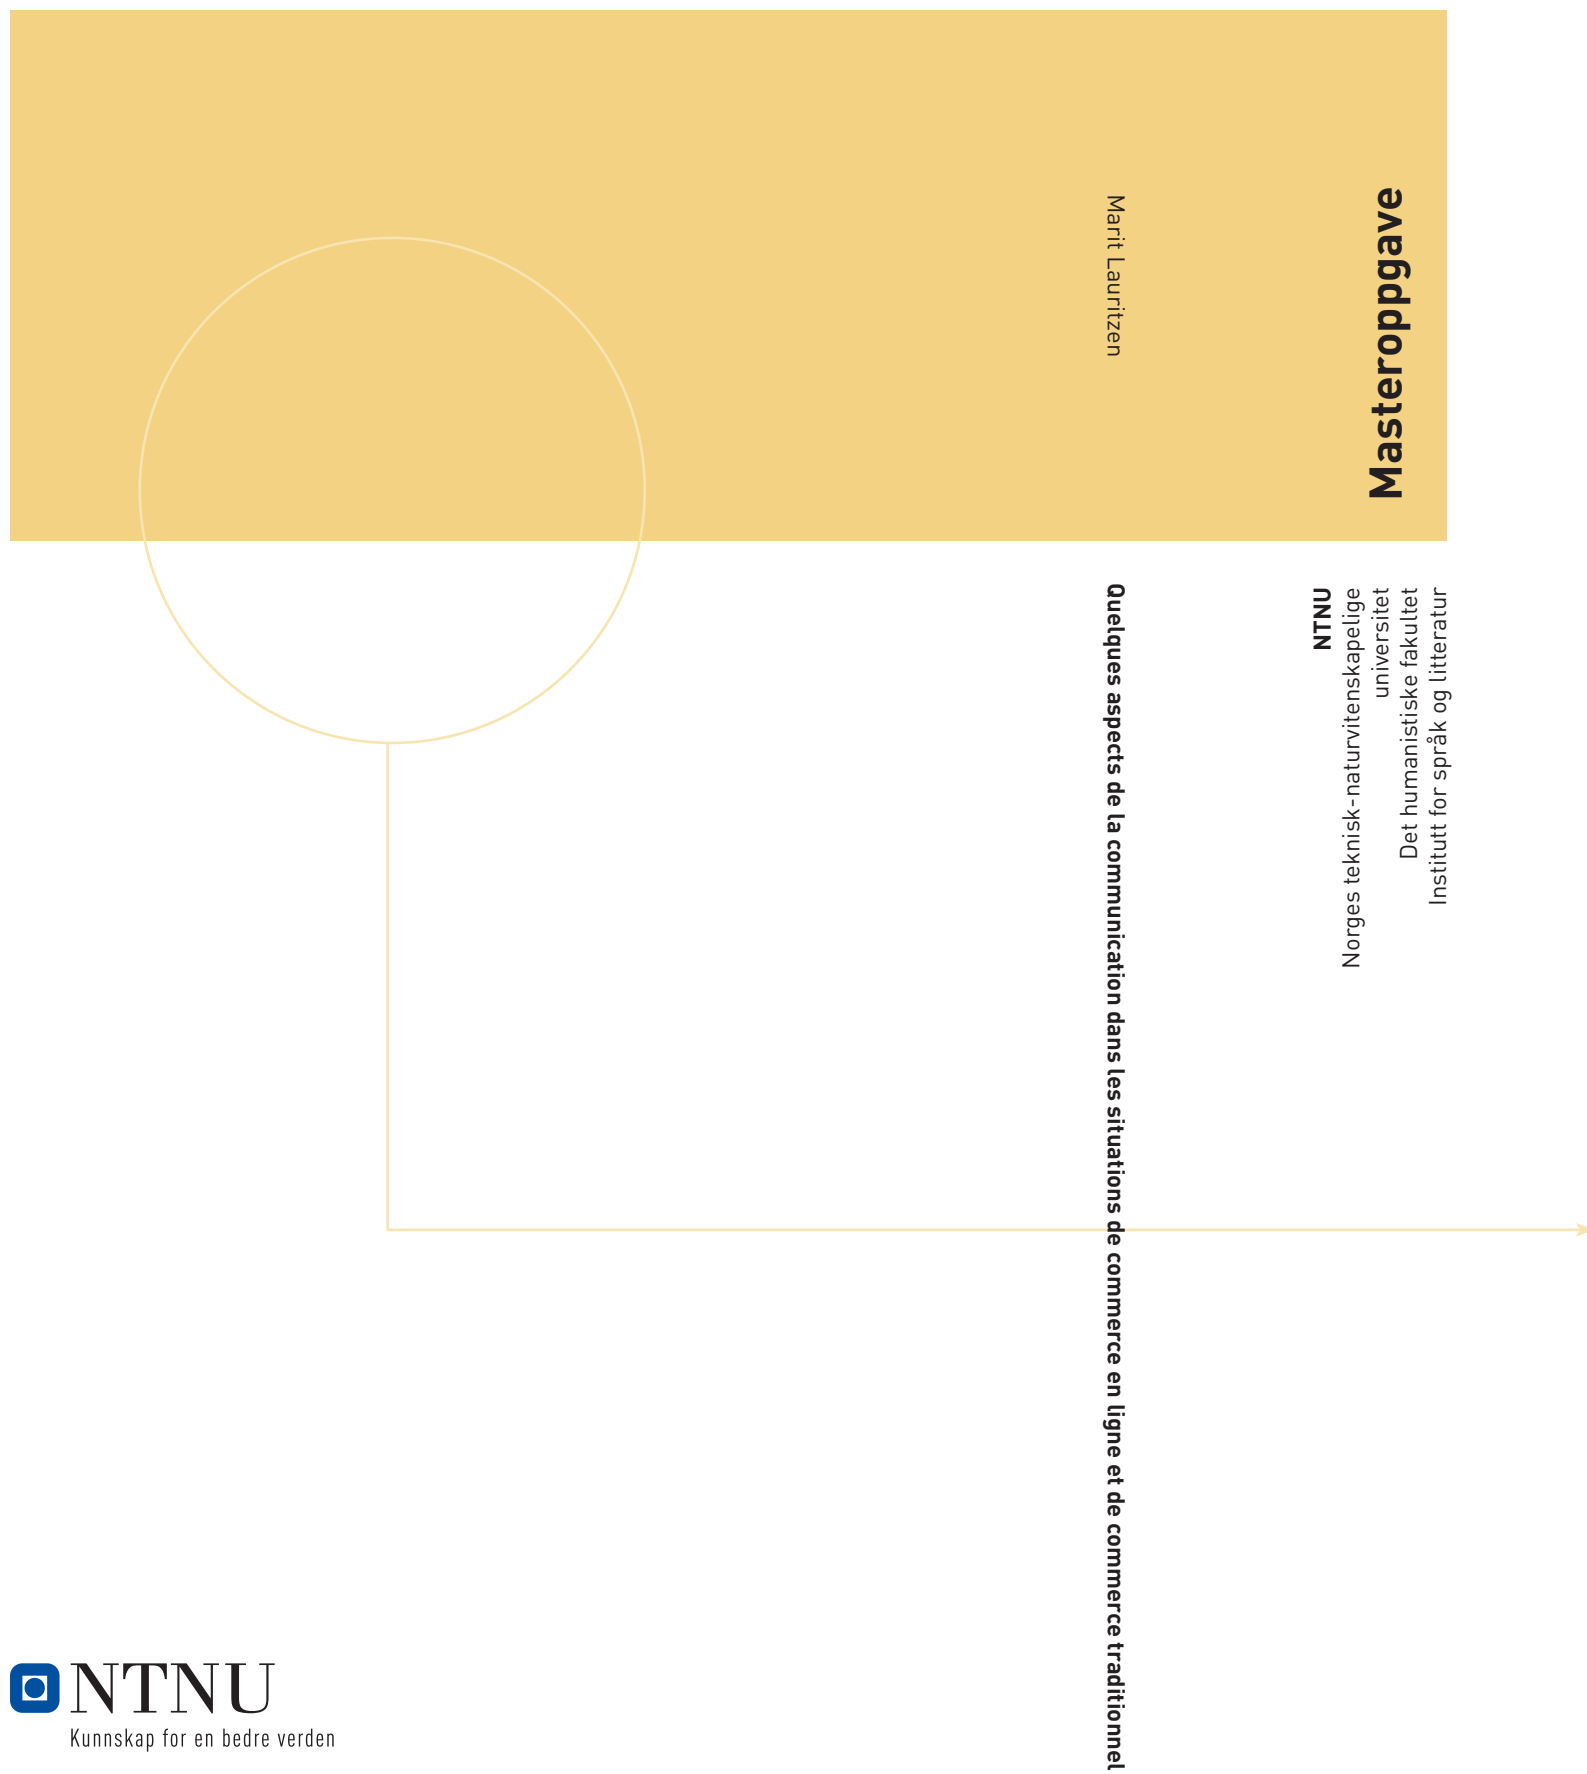 Marit Lauritzen
Quelques aspects de la communication dans les situations de commerce en ligne et de commerce traditionnel
Masteroppgave
NTNU
Norges teknisk-naturvitenskapelige
universitet
Det humanistiske fakultet
Institutt for språk og litteratur
NTNU
Kunnskap for en bedre verden